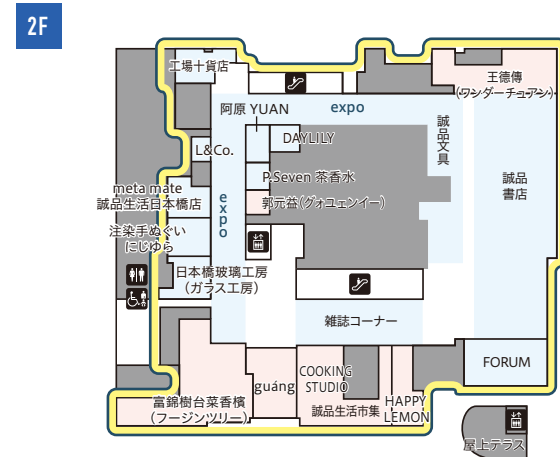 2F
工場十貨店
王德傳
(ワンダーチュアン)
阿原 YUAN
expo
DAYLILY
誠品文具
L&Co.
誠品
書店
P.Seven 茶香水
meta mate
誠品生活日本橋店
郭元益(グォユェンイー)
expo
注染手ぬぐい
にじゆら
日本橋玻璃工房
(ガラス工房)
雑誌コーナー
FORUM
富錦樹台菜香檳
(フージンツリー)
guáng
COOKING
STUDIO
誠品生活市集
HAPPY
LEMON
屋上テラス